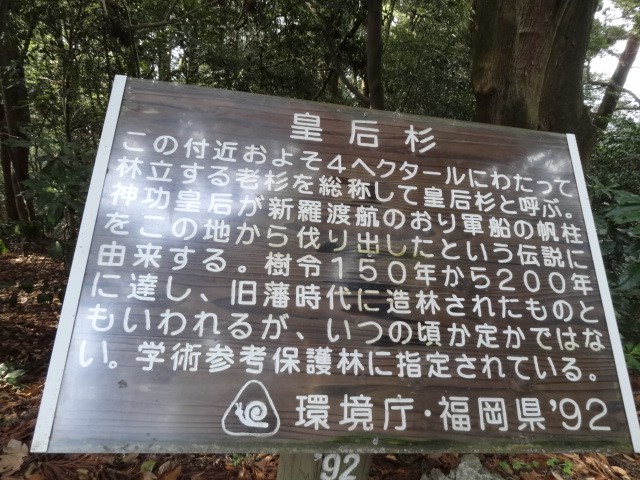 皇后杉
この付近およそ4ヘクタールにわたって
林立する老杉を総称して皇后杉と呼ぶ。
神功皇后が新羅渡航のおり軍船の帆柱
をこの地から伐り出したという伝説に
由来する。樹令150年から200年
に達し、旧藩時代に造林されたものと
もいわれるが、いつの頃か定かではな
い。学術参考保護林に指定されている。
環境庁・福岡県'92
'92